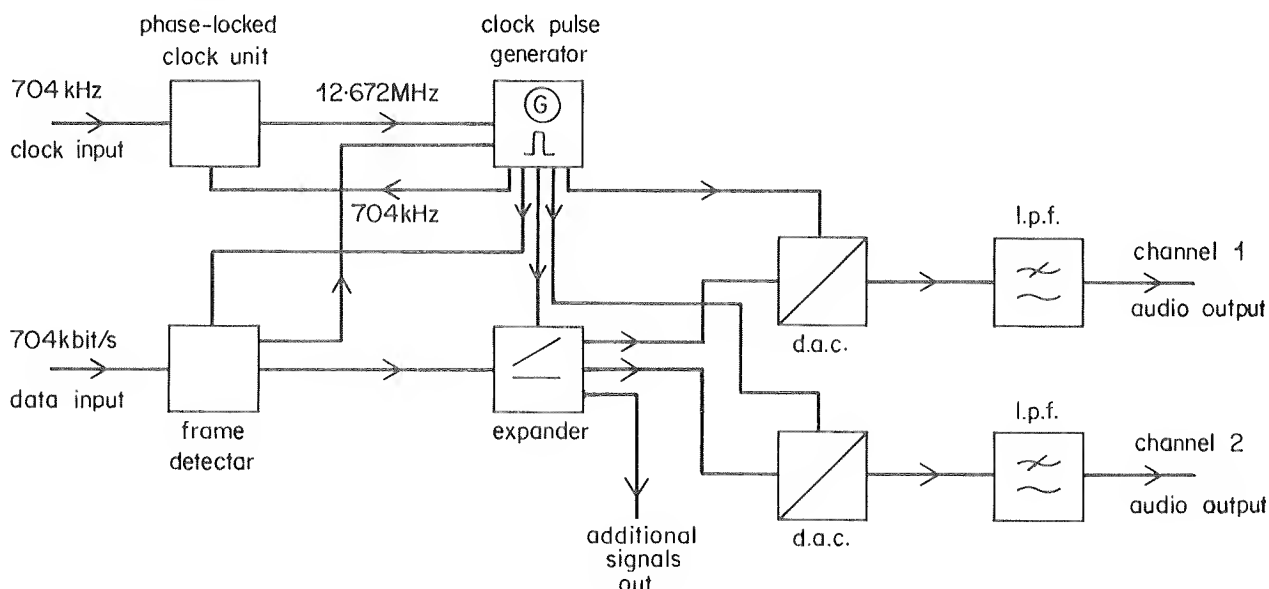 phase-locked
clock unit
clock pulse
generator
704 kHz
clock input
12·672MHz
G
704kHz
l.p.f.
channel 1
audio output
d.a.c.
704kbit/s
data input
frame
detectar
expander
l.p.f.
channel 2
audio output
d.a.c.
additional
signals
out